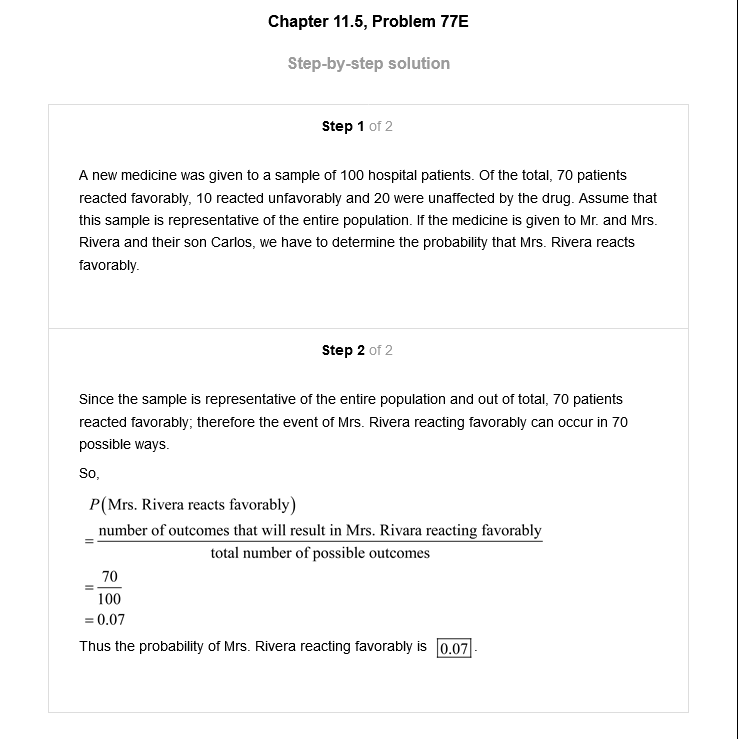 Chapter 11.5, Problem 77E
Step-by-step solution
Step 1 of 2
A new medicine was given to a sample of 100 hospital patients. Of the total, 70 patients
reacted favorably, 10 reacted unfavorably and 20 were unaffected by the drug. Assume that
this sample is representative of the entire population. If the medicine is given to Mr. and Mrs.
Rivera and their son Carlos, we have to determine the probability that Mrs. Rivera reacts
favorably.
Step 2 of 2
Since the sample is representative of the entire population and out of total, 70 patients
reacted favorably; therefore the event of Mrs. Rivera reacting favorably can occur in 70
possible ways.
So,
P(Mrs. Rivera reacts favorably)
= number of outcomes that will result in Mrs. Rivara reacting favorably
total number of possible outcomes
= 70
100
= 0.07
Thus the probability of Mrs. Rivera reacting favorably is 0.07.